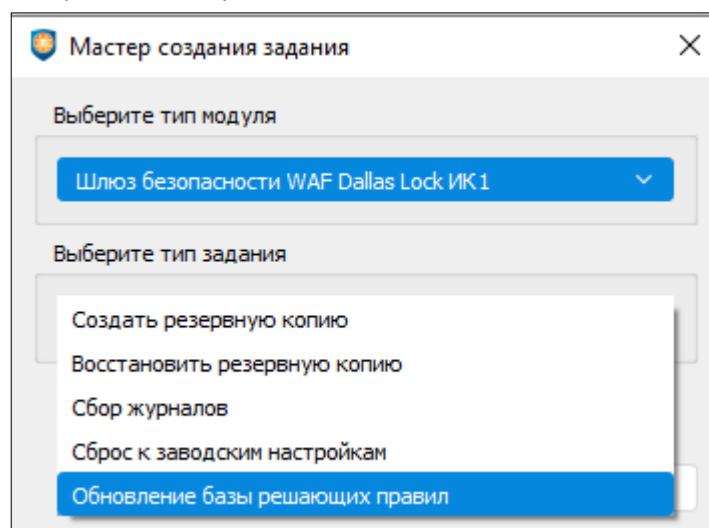 Мастер создания задания
Выберите тип модуля
Шлюз безопасности WAF Dallas Lock ИК1
Выберите тип задания
Создать резервную копию
Восстановить резервную копию
Сбор журналов
Сброс к заводским настройкам
Обновление базы решающих правил